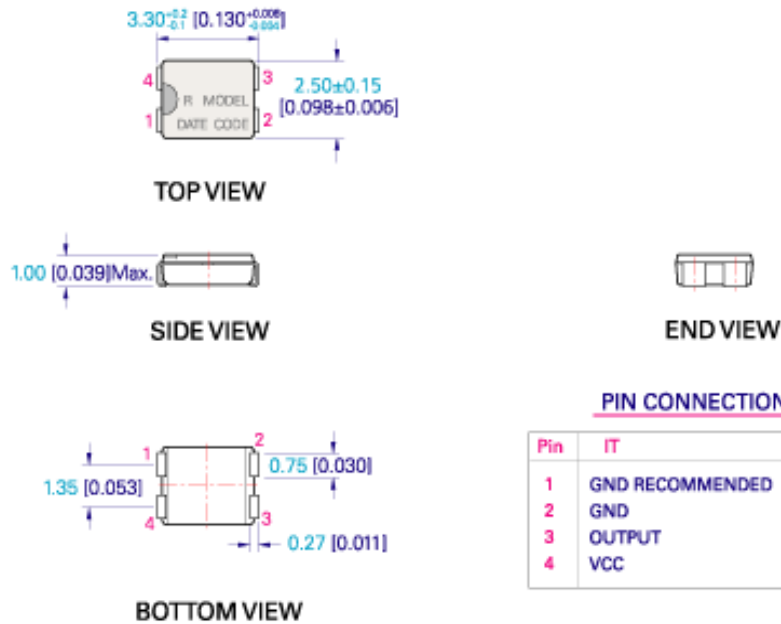 3.30+0.2 -0.1 [0.130+0.008 -0.004]
4
3
2.50±0.15
[0.098±0.006]
R MODEL
1
DATE CODE
2
TOP VIEW
1.00 [0.039]Max.
SIDE VIEW
END VIEW
PIN CONNECTION
1
2
0.75 [0.030]
1.35 [0.053]
4
3
0.27 [0.011]
BOTTOM VIEW
Pin IT
1 GND RECOMMENDED
2 GND
3 OUTPUT
4 VCC